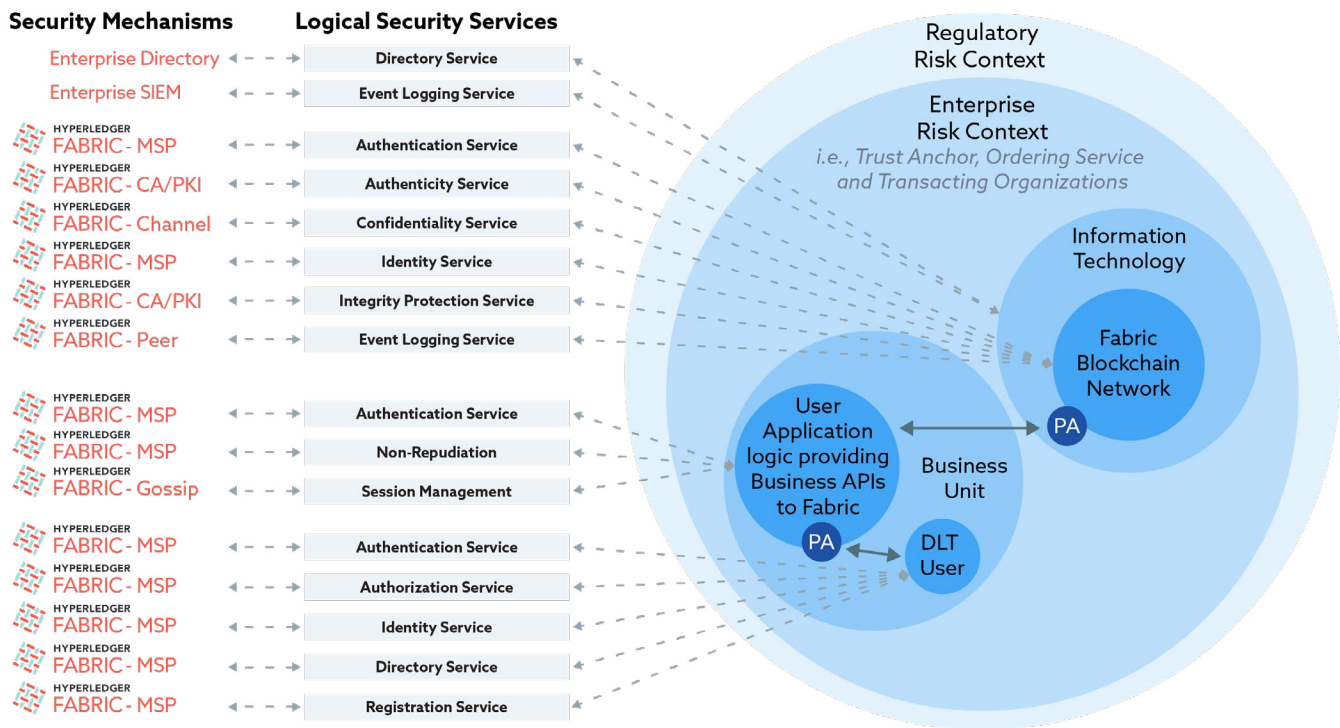 Security Mechanisms
Logical Security Services
Enterprise Directory
Directory Service
Enterprise SIEM
Event Logging Service
HYPERLEDGER
FABRIC - MSP
Authentication Service
HYPERLEDGER
FABRIC - CA/PKI
Authenticity Service
HYPERLEDGER
FABRIC - Channel
Confidentiality Service
HYPERLEDGER
FABRIC - MSP
Identity Service
HYPERLEDGER
FABRIC - CA/PKI
Integrity Protection Service
HYPERLEDGER
FABRIC - Peer
Event Logging Service
HYPERLEDGER
FABRIC - MSP
Authentication Service
HYPERLEDGER
FABRIC - MSP
Non-Repudiation
HYPERLEDGER
FABRIC - Gossip
Session Management
HYPERLEDGER
FABRIC - MSP
Authentication Service
HYPERLEDGER
FABRIC - MSP
Authorization Service
HYPERLEDGER
FABRIC - MSP
Identity Service
HYPERLEDGER
FABRIC - MSP
Directory Service
HYPERLEDGER
FABRIC - MSP
Registration Service
Regulatory
Risk Context
Enterprise
Risk Context
i.e., Trust Anchor, Ordering Service
and Transacting Organizations
Information
Technology
Fabric
Blockchain
Network
PA
User
Application
logic providing
Business APIs
to Fabric
PA
Business
Unit
DLT
User